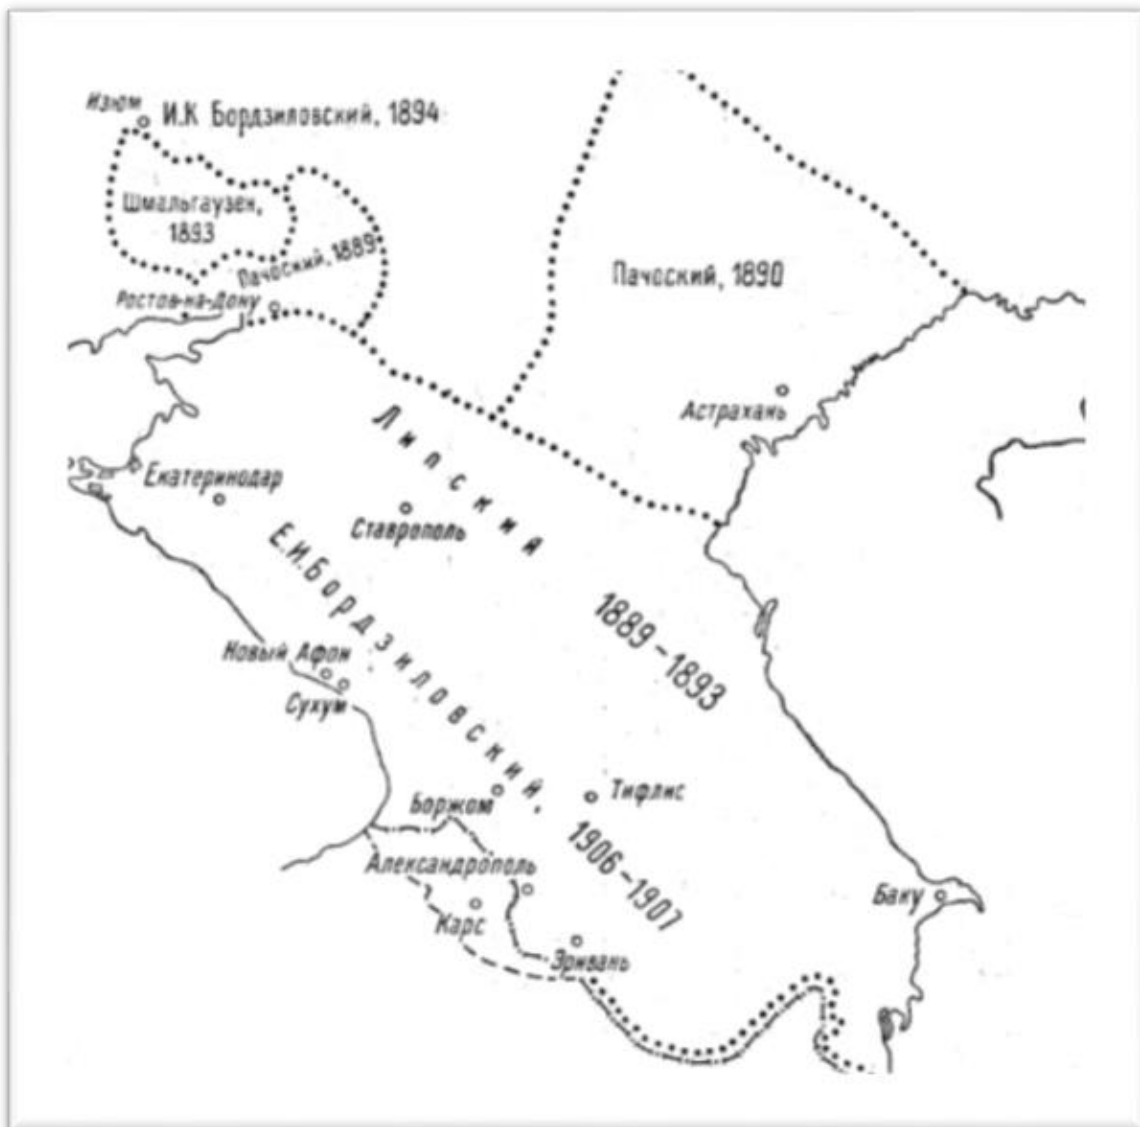 Изюм
И.К Бордзиловский, 1894
Шмальгаузен,
1893
Пачоский, 1889
Ростов-на-Дону
Пачоский, 1890
Астрахань
Липский
1889-1893
Екатеринодар
Ставрополь
Е.И.Бордзиловский,
1906-1907
Новый Афон
Сухум
Боржом
Тифлис
Александрополь
Карс
Эривань
Баку